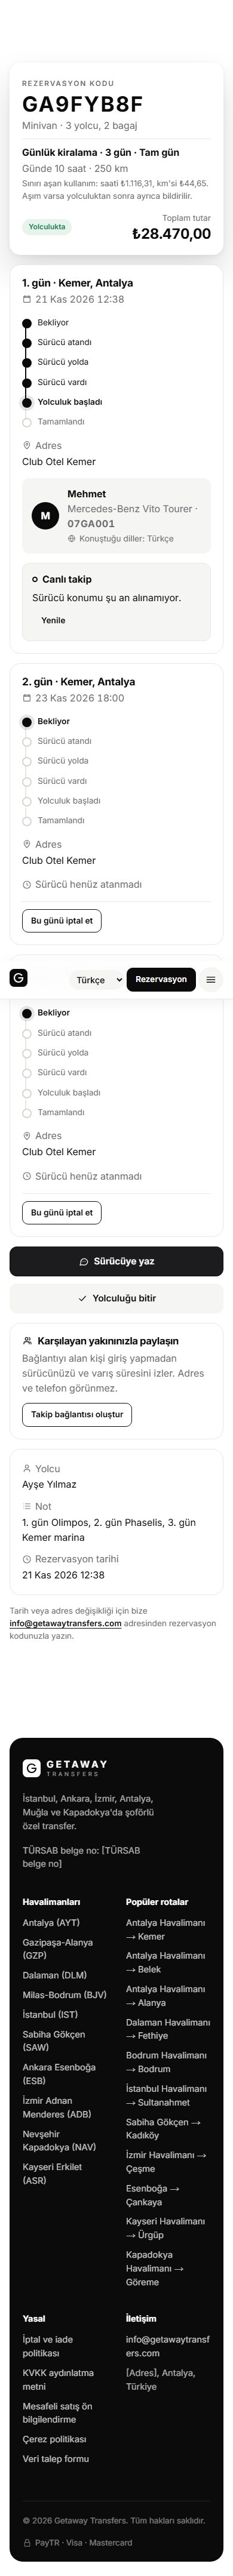 REZERVASYON KODU
GA9FYB8F
Minivan · 3 yolcu, 2 bagaj
Günlük kiralama · 3 gün · Tam gün
Günde 10 saat · 250 km
Sınırı aşan kullanım: saati ₺1.116,31, km'si ₺44,65.
Aşım varsa yolculuktan sonra ayrıca bildirilir.
Yolculukta
Toplam tutar
₺28.470,00
1. gün · Kemer, Antalya
21 Kas 2026 12:38
Bekliyor
Sürücü atandı
Sürücü yolda
Sürücü vardı
Yolculuk başladı
Tamamlandı
Adres
Club Otel Kemer
M
Mehmet
Mercedes-Benz Vito Tourer ·
07GA001
Konuştuğu diller: Türkçe
Canlı takip
Sürücü konumu şu an alınamıyor.
Yenile
2. gün · Kemer, Antalya
23 Kas 2026 18:00
Bekliyor
Sürücü atandı
Sürücü yolda
Sürücü vardı
Yolculuk başladı
Tamamlandı
Adres
Club Otel Kemer
Sürücü henüz atanmadı
Bu günü iptal et
G
Türkçe
Rezervasyon
Bekliyor
Sürücü atandı
Sürücü yolda
Sürücü vardı
Yolculuk başladı
Tamamlandı
Adres
Club Otel Kemer
Sürücü henüz atanmadı
Bu günü iptal et
Sürücüye yaz
Yolculuğu bitir
Karşılayan yakınınızla paylaşın
Bağlantıyı alan kişi giriş yapmadan
sürücünüzü ve varış süresini izler. Adres
ve telefon görünmez.
Takip bağlantısı oluştur
Yolcu
Ayşe Yılmaz
Not
1. gün Olimpos, 2. gün Phaselis, 3. gün
Kemer marina
Rezervasyon tarihi
21 Kas 2026 12:38
Tarih veya adres değişikliği için bize
info@getawaytransfers.com adresinden rezervasyon
kodunuzla yazın.
G
GETAWAY
TRANSFERS
İstanbul, Ankara, İzmir, Antalya,
Muğla ve Kapadokya'da şoförlü
özel transfer.
TÜRSAB belge no: [TÜRSAB
belge no]
Havalimanları
Antalya (AYT)
Gazipaşa-Alanya
(GZP)
Dalaman (DLM)
Milas-Bodrum (BJV)
İstanbul (IST)
Sabiha Gökçen
(SAW)
Ankara Esenboğa
(ESB)
İzmir Adnan
Menderes (ADB)
Nevşehir
Kapadokya (NAV)
Kayseri Erkilet
(ASR)
Popüler rotalar
Antalya Havalimanı
→ Kemer
Antalya Havalimanı
→ Belek
Antalya Havalimanı
→ Alanya
Dalaman Havalimanı
→ Fethiye
Bodrum Havalimanı
→ Bodrum
İstanbul Havalimanı
→ Sultanahmet
Sabiha Gökçen →
Kadıköy
İzmir Havalimanı →
Çeşme
Esenboğa →
Çankaya
Kayseri Havalimanı
→ Ürgüp
Kapadokya
Havalimanı →
Göreme
Yasal
İptal ve iade
politikası
KVKK aydınlatma
metni
Mesafeli satış ön
bilgilendirme
Çerez politikası
Veri talep formu
İletişim
info@getawaytransf
ers.com
[Adres], Antalya,
Türkiye
© 2026 Getaway Transfers. Tüm hakları saklıdır.
PayTR · Visa · Mastercard